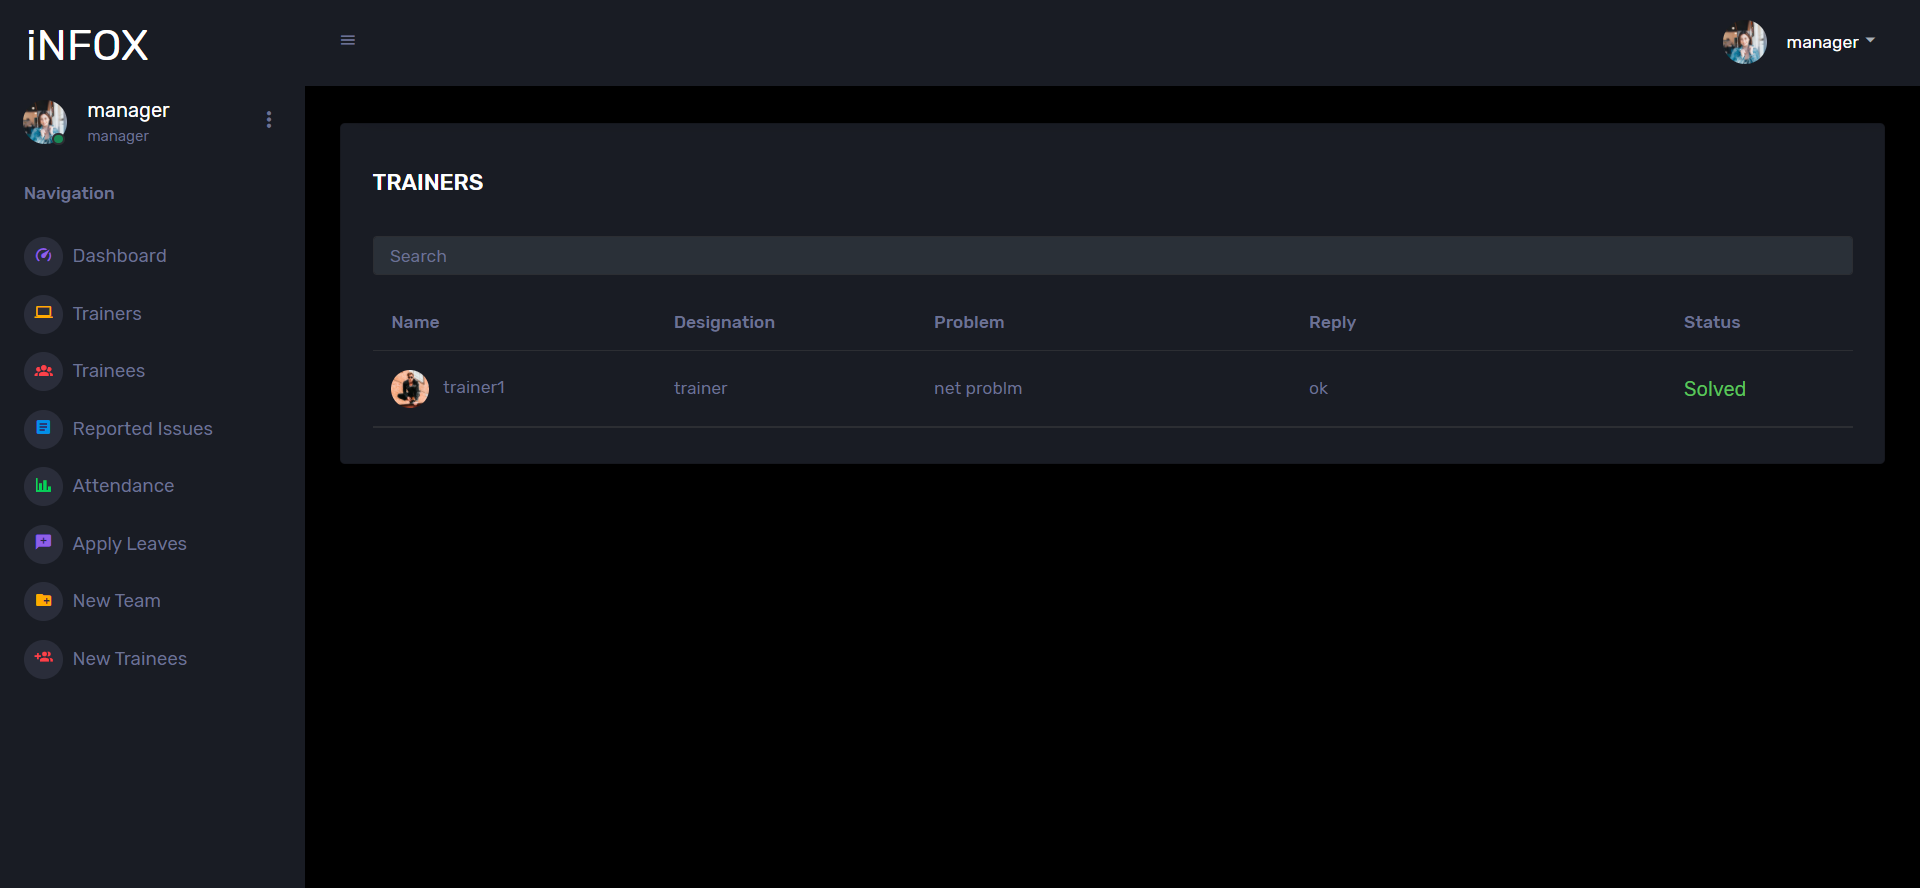 iNFOX
manager
manager
manager
Navigation
Dashboard
Trainers
Trainees
Reported Issues
Attendance
Apply Leaves
New Team
New Trainees
TRAINERS
Search
Name Designation Problem Reply Status
trainer1 trainer net problm ok Solved